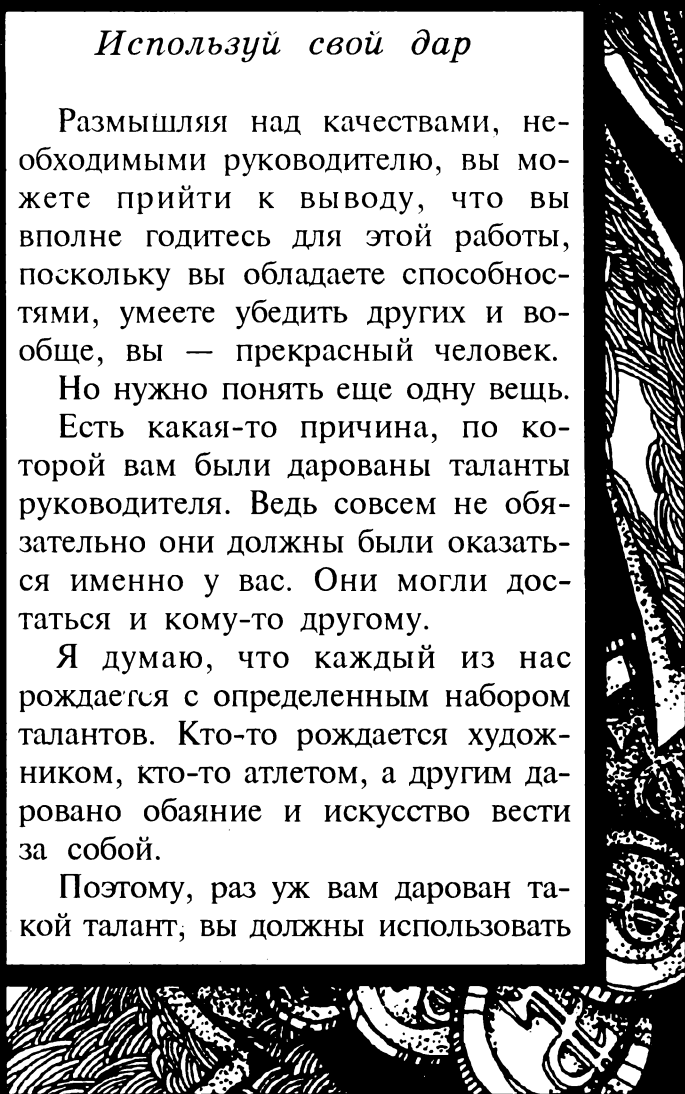 Используй свой дар
Размышляя над качествами, не-
обходимыми руководителю, вы мо-
жете прийти к выводу, что вы
вполне годитесь для этой работы,
поскольку вы обладаете способнос-
тями, умеете убедить других и во-
обще, вы — прекрасный человек.
Но нужно понять еще одну вещь.
Есть какая-то причина, по ко-
торой вам были дарованы таланты
руководителя. Ведь совсем не обя-
зательно они должны были оказать-
ся именно у вас. Они могли дос-
таться и кому-то другому.
Я думаю, что каждый из нас
рождается с определенным набором
талантов. Кто-то рождается худож-
ником, кто-то атлетом, а другим да-
ровано обаяние и искусство вести
за собой.
Поэтому, раз уж вам дарован та-
кой талант, вы должны использовать